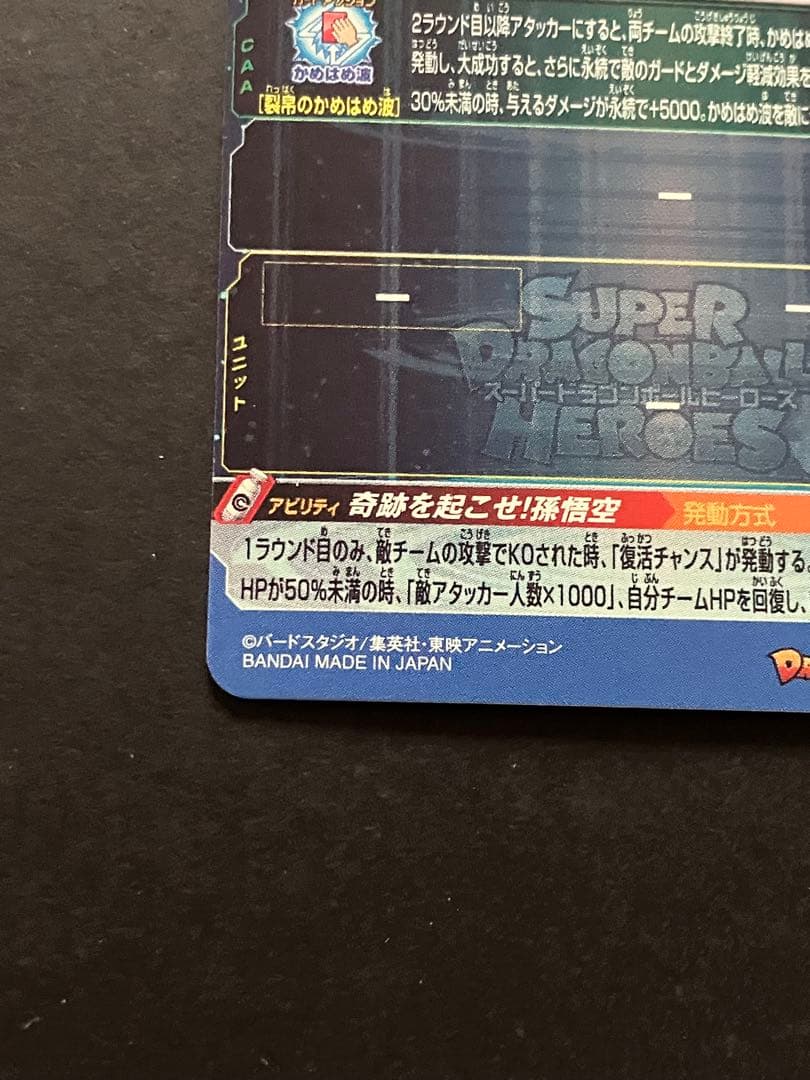 2ラウンド目以降アタッカーにすると、両チームの攻撃終了時、かめはめ
発動し、大成功すると、さらに永続で敵のガードとダメージ軽減効果を
30%未満の時、与えるダメージが永続で+5000。かめはめ波を敵に
CAA
かめはめ波
[裂帛のかめはめ波]
ユニット
SUPER
DRAGONBALL
スーパードラゴンボールヒーローズ
HEROES
アビリティ 奇跡を起こせ!孫悟空 発動方式
1ラウンド目のみ、敵チームの攻撃でKOされた時、「復活チャンス」が発動する。
HPが50%未満の時、「敵アタッカー人数×1000」、自分チームHPを回復し、
©バードスタジオ/集英社・東映アニメーション
BANDAI MADE IN JAPAN